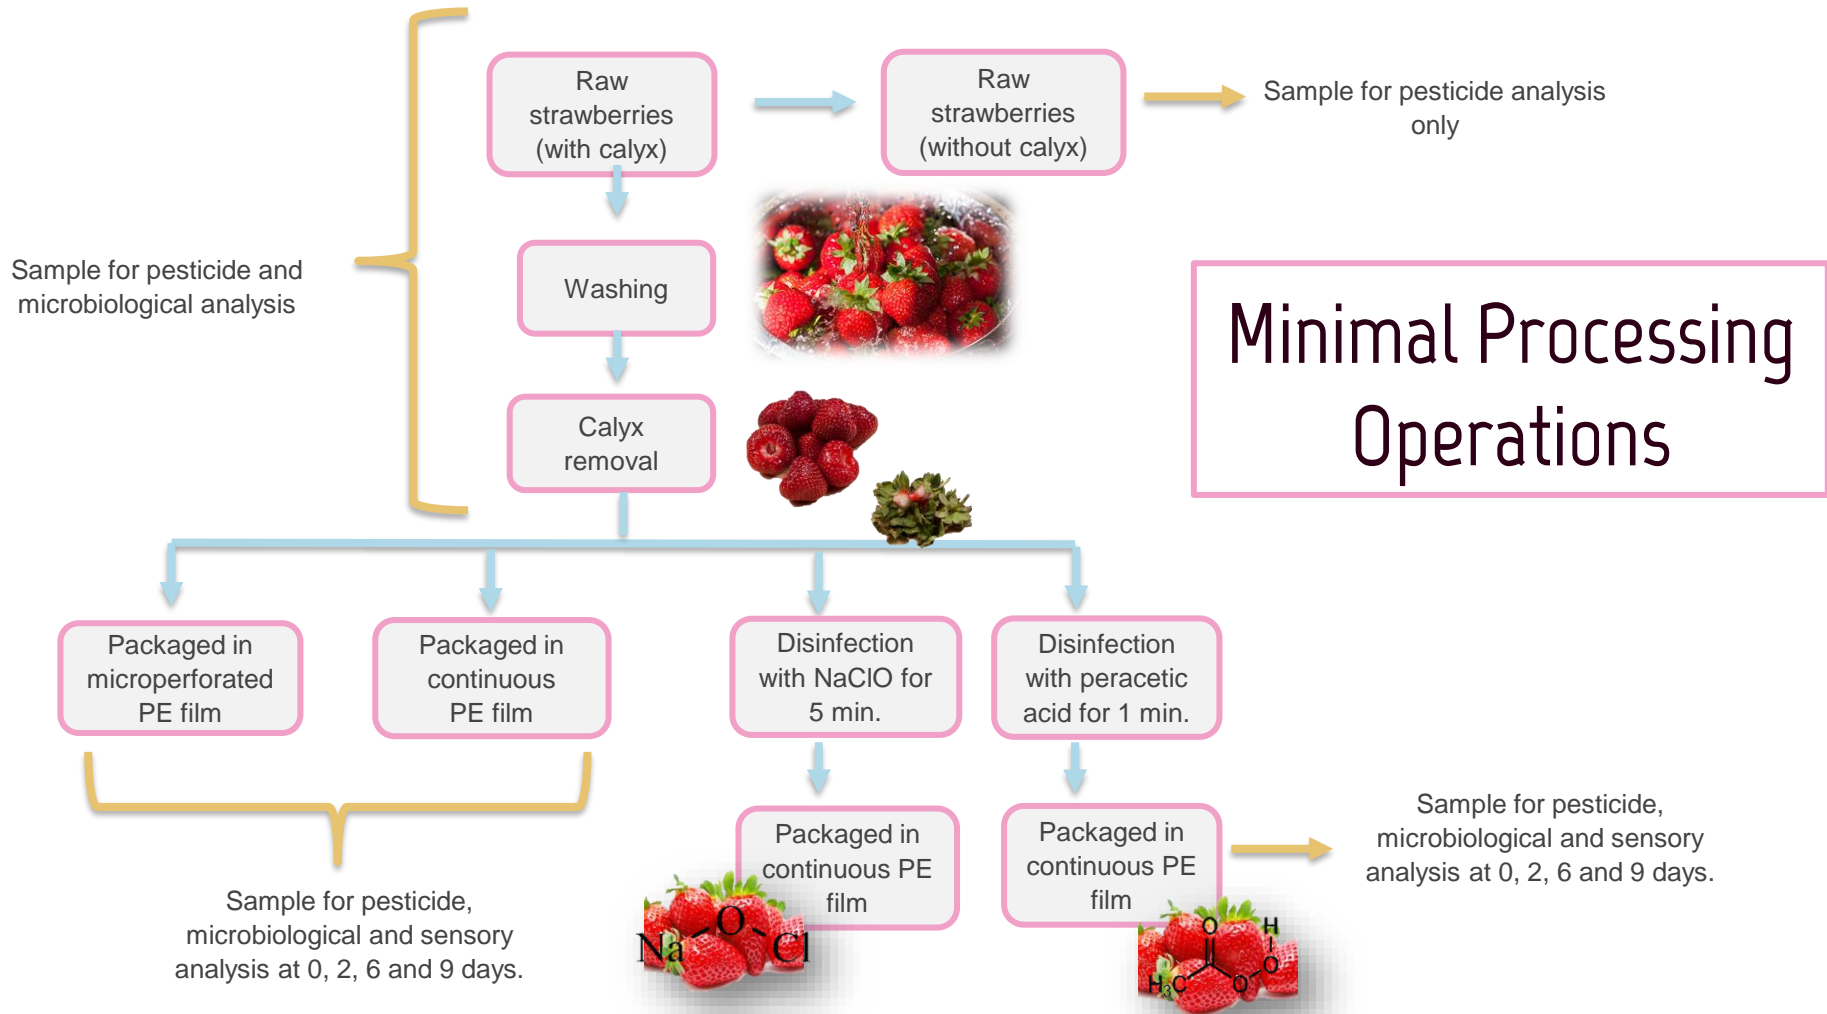 Raw
strawberries
(with calyx)
Raw
strawberries
(without calyx)
Sample for pesticide analysis
only
Sample for pesticide and
microbiological analysis
Washing
Minimal Processing
Operations
Calyx
removal
Packaged in
microperforated
PE film
Packaged in
continuous
PE film
Disinfection
with NaClO for
5 min.
Disinfection
with peracetic
acid for 1 min.
Packaged in
continuous PE
film
Packaged in
continuous PE
film
Sample for pesticide,
microbiological and sensory
analysis at 0, 2, 6 and 9 days.
Sample for pesticide,
microbiological and sensory
analysis at 0, 2, 6 and 9 days.
Na O Cl
O H
O
H₃C O